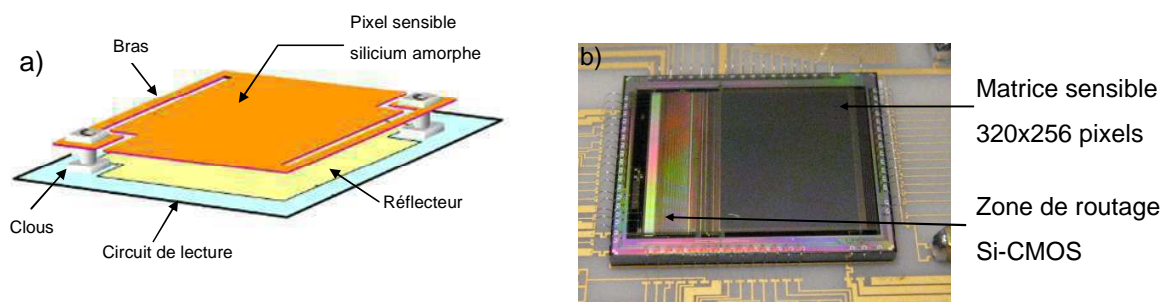 a)
Bras
Pixel sensible
silicium amorphe
Clous
Circuit de lecture
Réflecteur
b)
Matrice sensible
320x256 pixels
Zone de routage
Si-CMOS